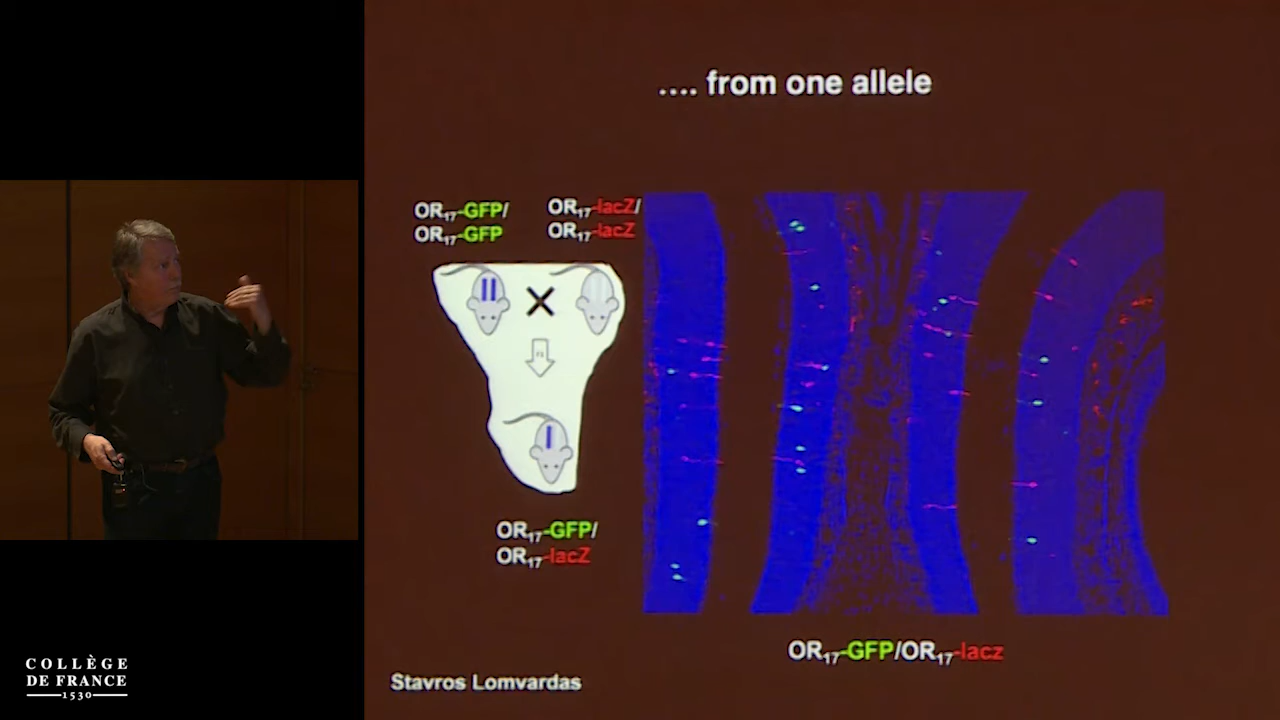 .... from one allele
OR17-GFP/
OR17-GFP
OR17-lacZ/
OR17-lacZ
X
OR17-GFP/
OR17-lacZ
OR17-GFP/OR17-lacz
Stavros Lomvardas
COLLÈGE
DE FRANCE
1530